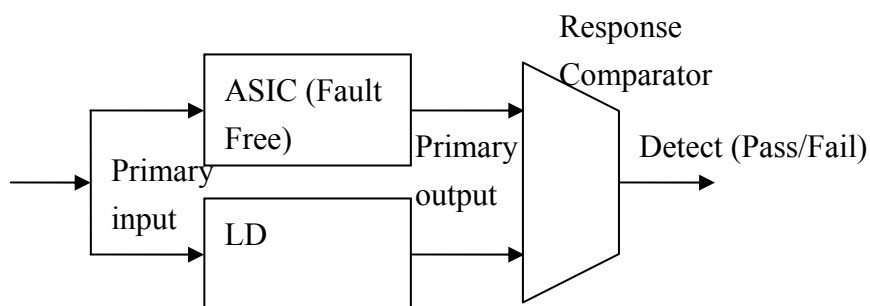 Response
Comparator
ASIC (Fault
Free)
Primary
input
Primary
output
Detect (Pass/Fail)
LD